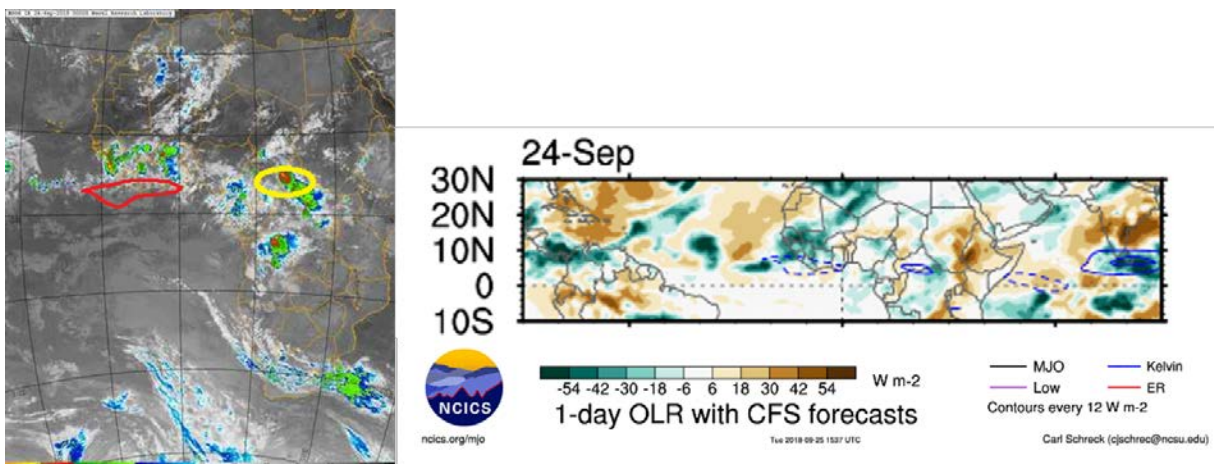 24-Sep
30N
20N
10N
0
10S
-54 -42 -30 -18 -6 6 18 30 42 54 W m-2
MJO Kelvin
Low ER
Contours every 12 W m-2
1-day OLR with CFS forecasts
NCICS
ncics.org/mjo
Tue 2018-09-25 1537 UTC
Carl Schreck (cjschrec@ncsu.edu)